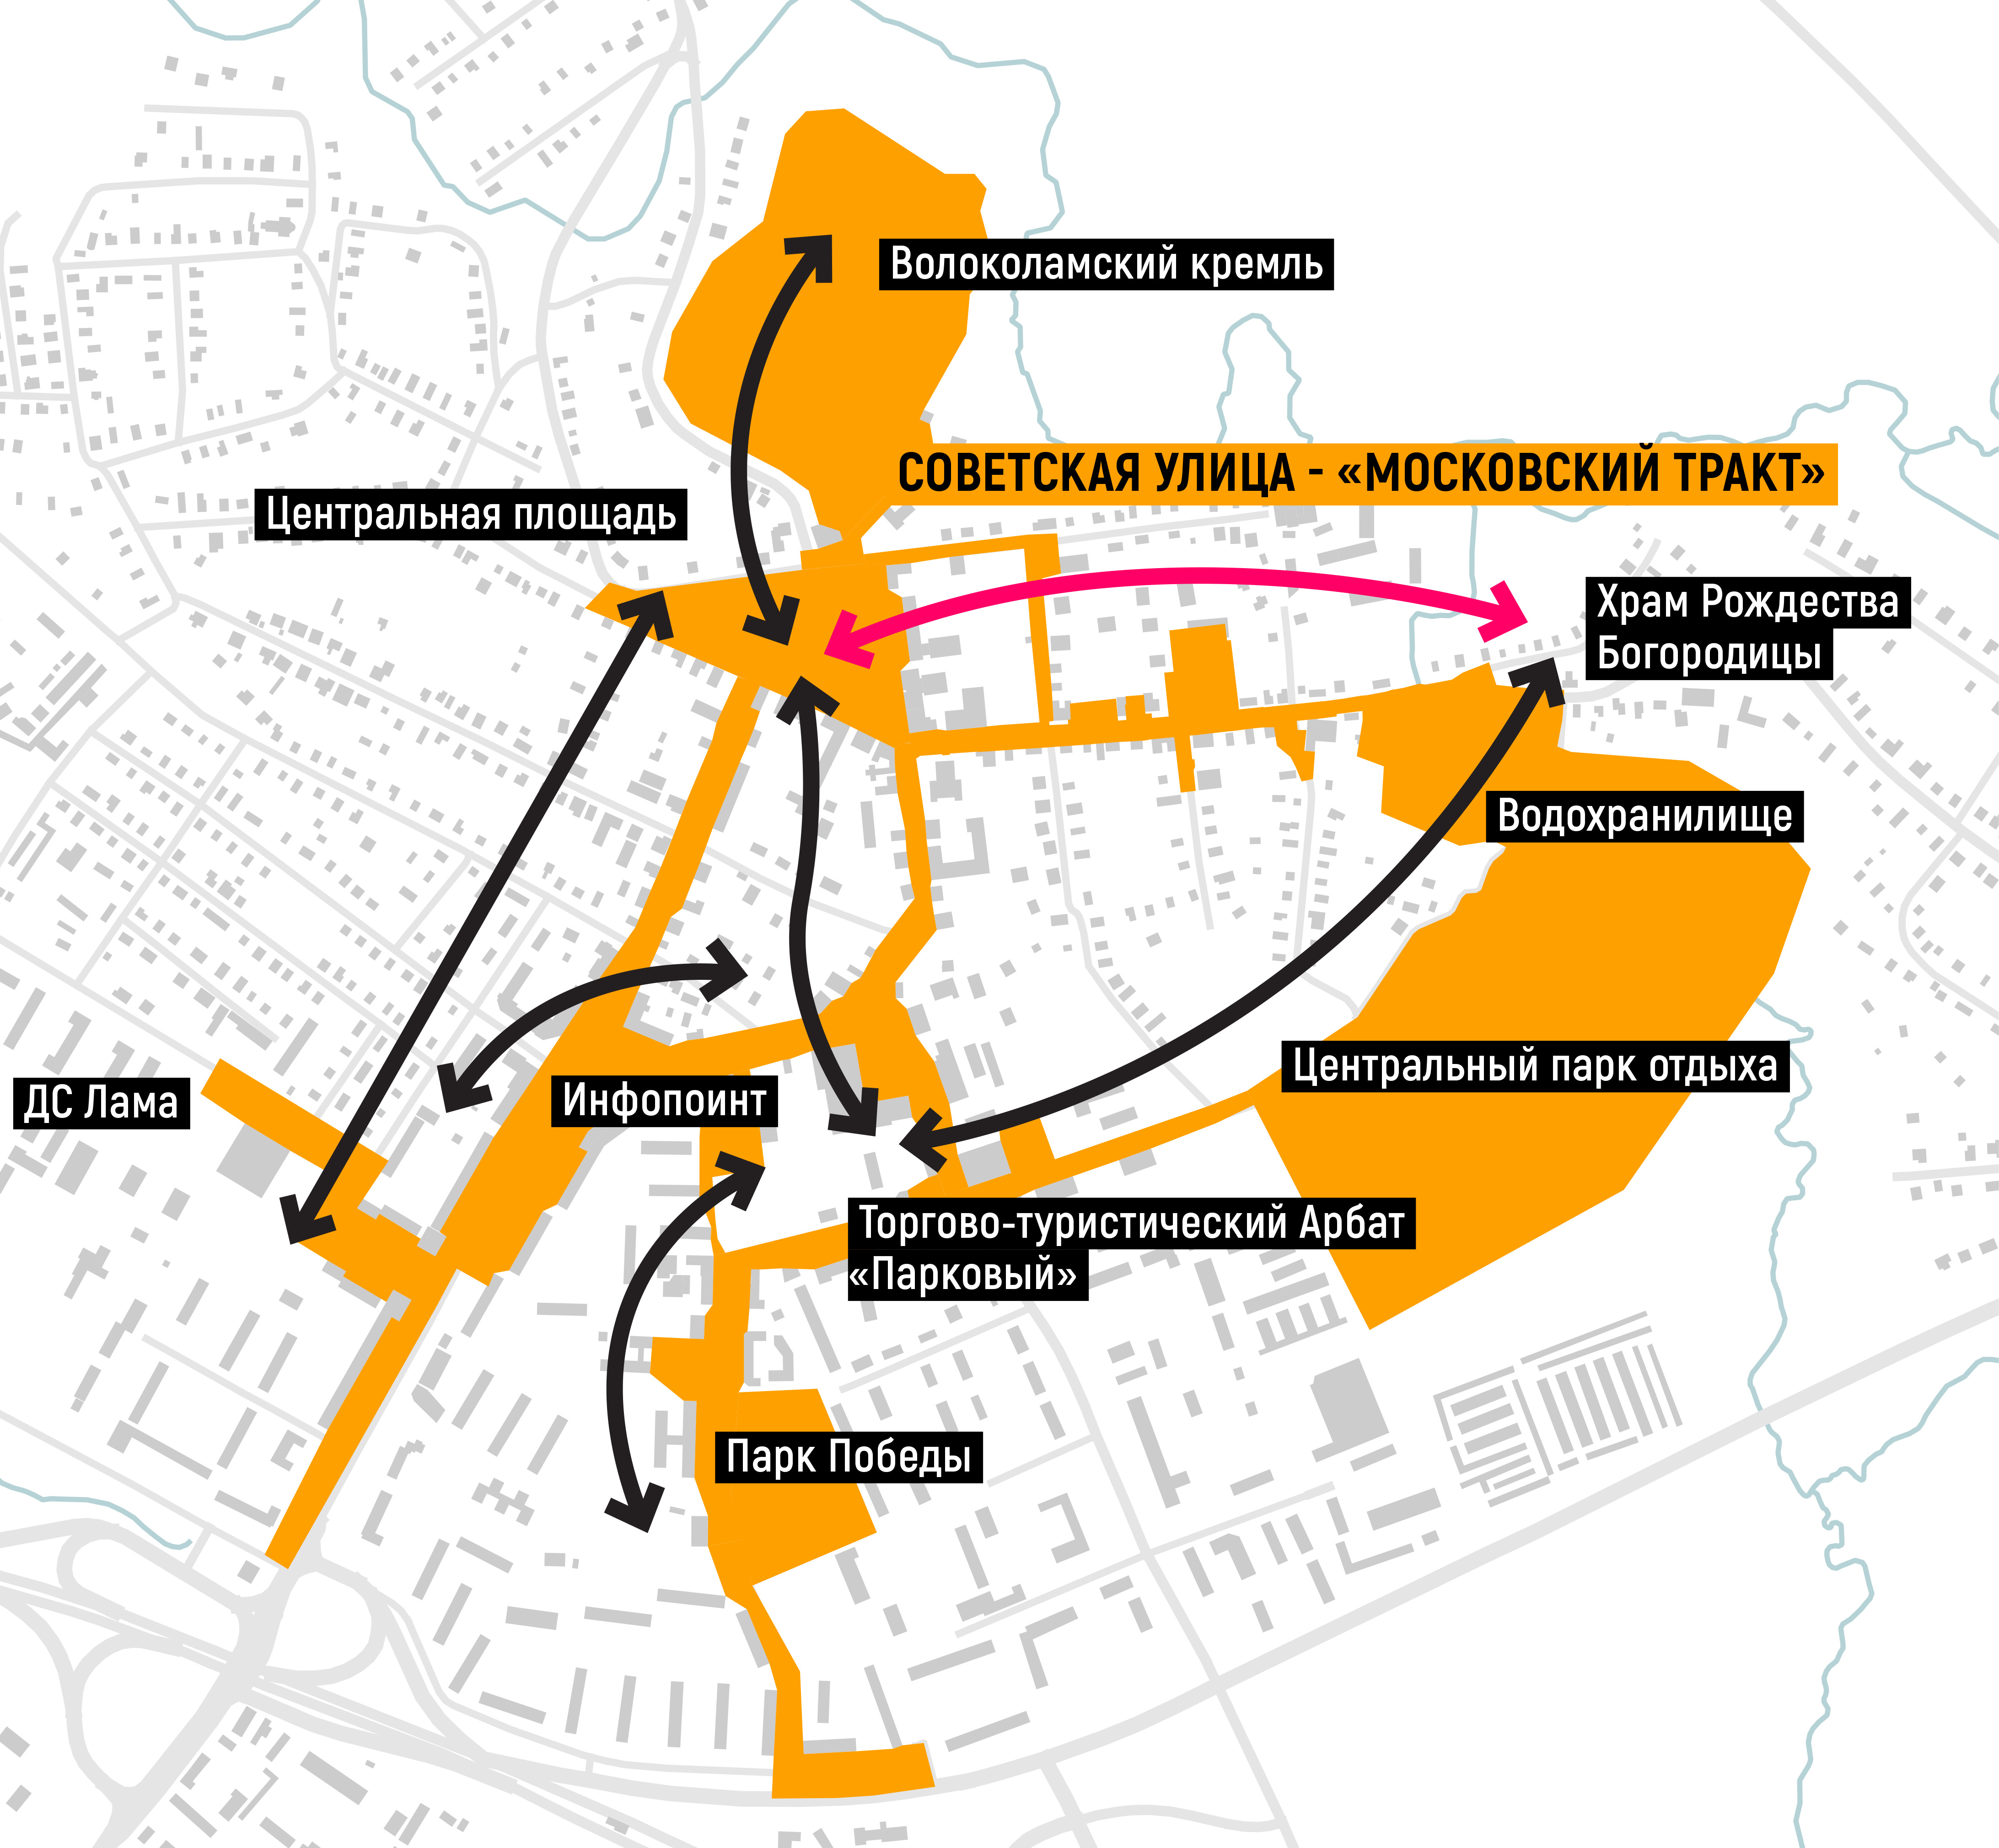 Волоколамский кремль
СОВЕТСКАЯ УЛИЦА - «МОСКОВСКИЙ ТРАКТ»
Центральная площадь
Храм Рождества
Богородицы
Водохранилище
Центральный парк отдыха
ДС Лама
Инфопоинт
Торгово-туристический Арбат
«Парковый»
Парк Победы